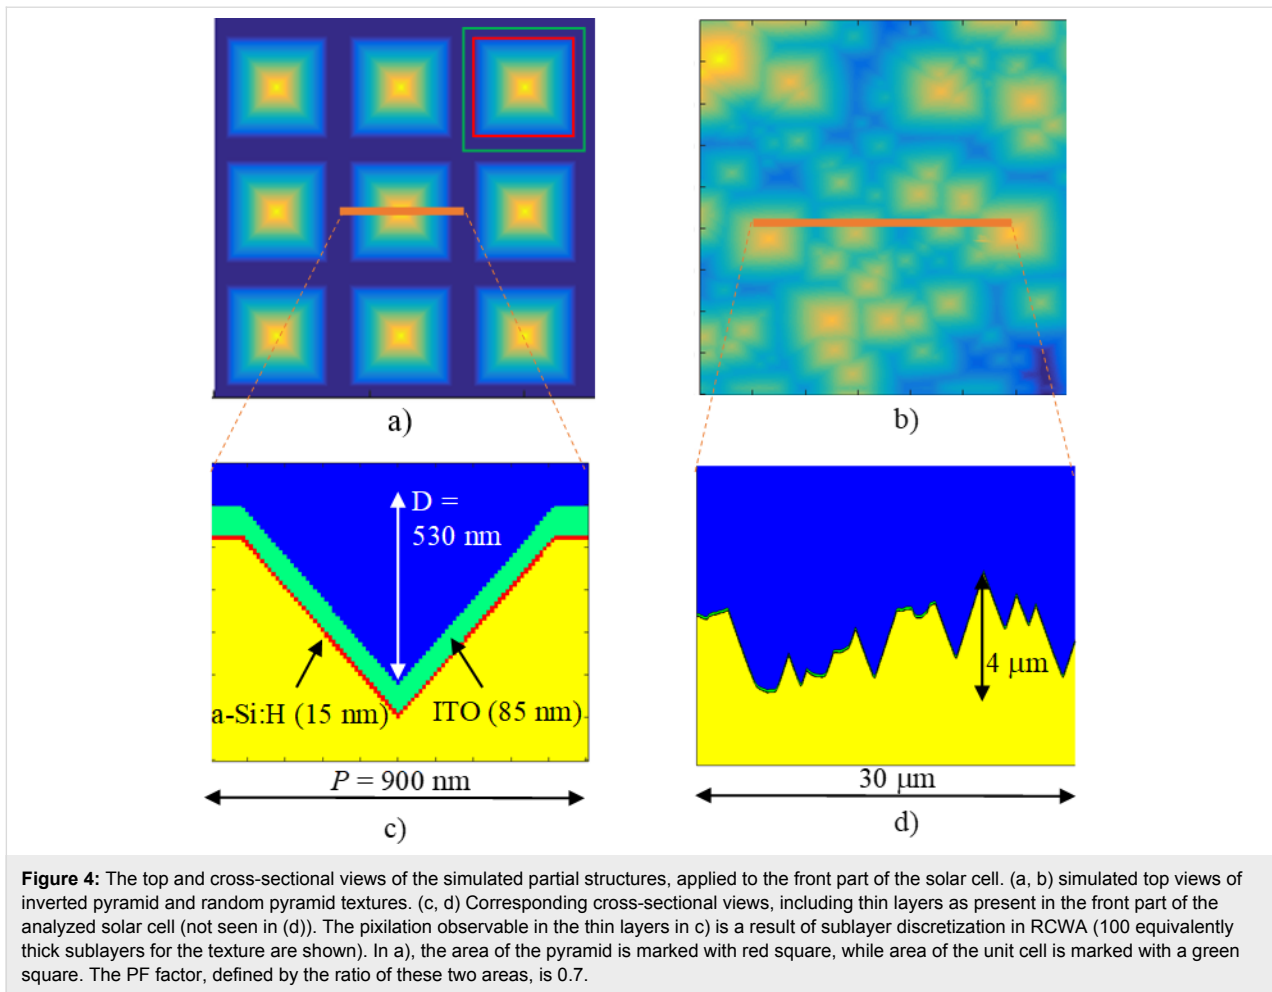 a)
b)
D =
530 nm
a-Si:H (15 nm)
ITO (85 nm)
P = 900 nm
c)
4 μm
30 μm
d)
Figure 4: The top and cross-sectional views of the simulated partial structures, applied to the front part of the solar cell. (a, b) simulated top views of
inverted pyramid and random pyramid textures. (c, d) Corresponding cross-sectional views, including thin layers as present in the front part of the
analyzed solar cell (not seen in (d)). The pixilation observable in the thin layers in c) is a result of sublayer discretization in RCWA (100 equivalently
thick sublayers for the texture are shown). In a), the area of the pyramid is marked with red square, while area of the unit cell is marked with a green
square. The PF factor, defined by the ratio of these two areas, is 0.7.